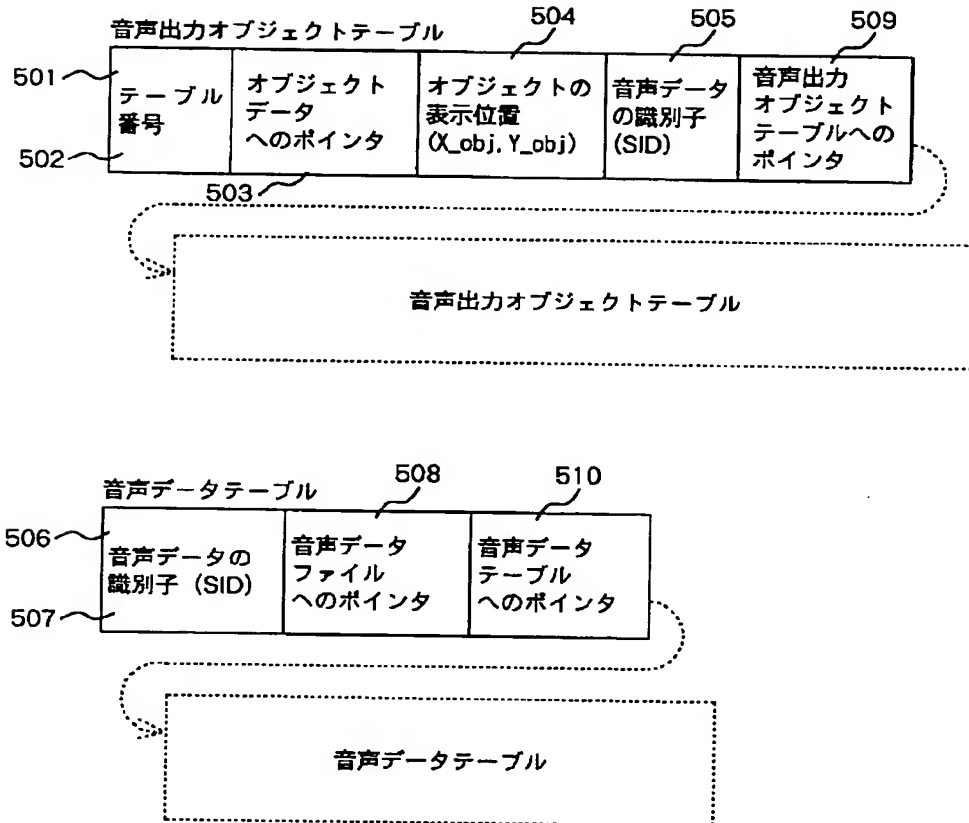 504
505
509
音声出力オブジェクトテーブル
501
502
テーブル
番号
オブジェクト
データ
へのポインタ
503
オブジェクトの
表示位置
(X_obj, Y_obj)
音声データ
の識別子
(SID)
音声出力
オブジェクト
テーブルへの
ポインタ
音声出力オブジェクトテーブル
508
510
音声データテーブル
506
507
音声データの
識別子 (SID)
音声データ
ファイル
へのポインタ
音声データ
テーブル
へのポインタ
音声データテーブル